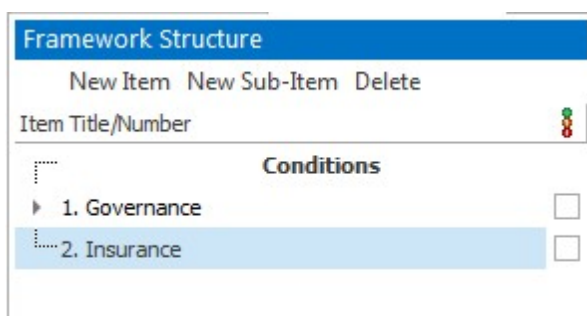 Framework Structure
New Item New Sub-Item Delete
Item Title/Number
Conditions
1. Governance
2. Insurance